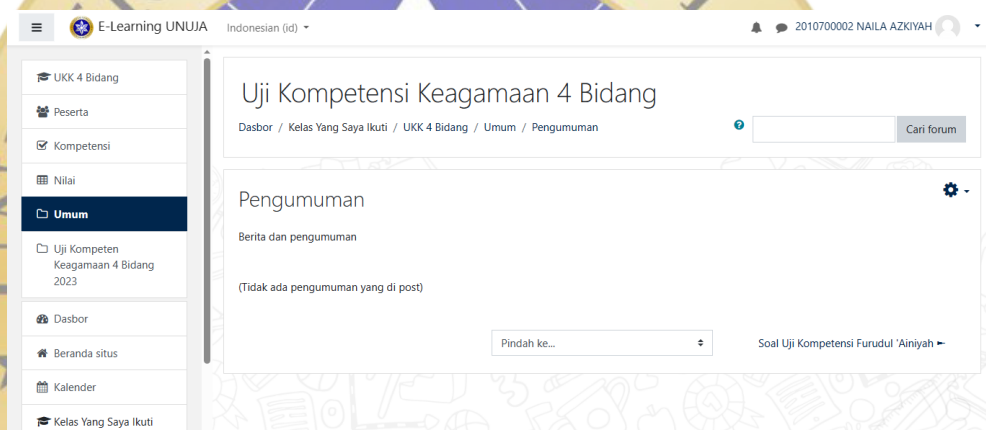 E-Learning UNUJA
Indonesian (id)
2010700002 NAILA AZKIYAH
UKK 4 Bidang
Peserta
Kompetensi
Nilai
Umum
Uji Kompeten
Keagamaan 4 Bidang
2023
Dasbor
Beranda situs
Kalender
Kelas Yang Saya Ikuti
Uji Kompetensi Keagamaan 4 Bidang
Dasbor / Kelas Yang Saya Ikuti / UKK 4 Bidang / Umum / Pengumuman
Cari forum
Pengumuman
Berita dan pengumuman
(Tidak ada pengumuman yang di post)
Pindah ke...
Soal Uji Kompetensi Furudul 'Ainiyah ►